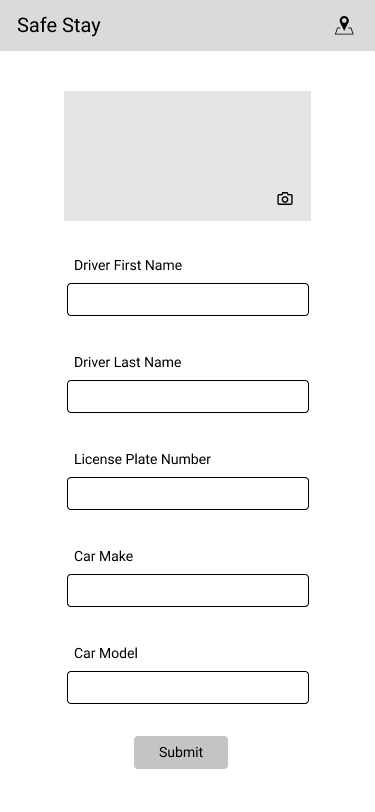 Safe Stay
Driver First Name
Driver Last Name
License Plate Number
Car Make
Car Model
Submit